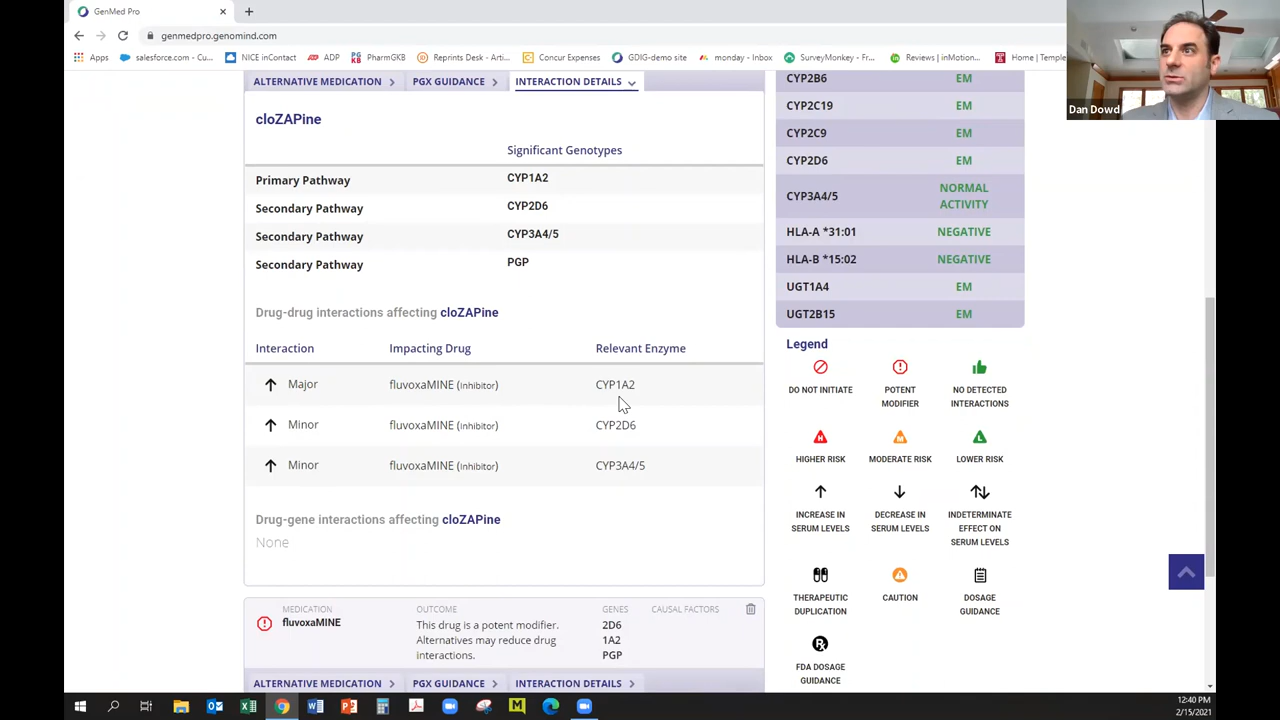 GenMed Pro
genmedpro.genomind.com
Apps
salesforce.com - Cu...
NICE inContact
ADP
PharmGKB
Reprints Desk - Arti...
Concur Expenses
GDIG-demo site
monday - Inbox
SurveyMonkey - Fr...
Reviews | inMotion...
Home | Temple
Dan Dowd
ALTERNATIVE MEDICATION
PGX GUIDANCE
INTERACTION DETAILS
cloZAPine
Significant Genotypes
Primary Pathway CYP1A2
Secondary Pathway CYP2D6
Secondary Pathway CYP3A4/5
Secondary Pathway PGP
Drug-drug interactions affecting cloZAPine
Interaction Impacting Drug Relevant Enzyme
Major fluvoxaMINE (Inhibitor) CYP1A2
Minor fluvoxaMINE (Inhibitor) CYP2D6
Minor fluvoxaMINE (Inhibitor) CYP3A4/5
Drug-gene interactions affecting cloZAPine
None
MEDICATION
fluvoxaMINE
OUTCOME
This drug is a potent modifier.
Alternatives may reduce drug
interactions.
GENES
2D6
1A2
PGP
CAUSAL FACTORS
ALTERNATIVE MEDICATION
PGX GUIDANCE
INTERACTION DETAILS
CYP2B6 EM
CYP2C19 EM
CYP2C9 EM
CYP2D6 EM
CYP3A4/5 NORMAL
ACTIVITY
HLA-A *31:01 NEGATIVE
HLA-B *15:02 NEGATIVE
UGT1A4 EM
UGT2B15 EM
Legend
DO NOT INITIATE
POTENT
MODIFIER
NO DETECTED
INTERACTIONS
H
HIGHER RISK
M
MODERATE RISK
L
LOWER RISK
INCREASE IN
SERUM LEVELS
DECREASE IN
SERUM LEVELS
INDETERMINATE
EFFECT ON
SERUM LEVELS
THERAPEUTIC
DUPLICATION
CAUTION
DOSAGE
GUIDANCE
FDA DOSAGE
GUIDANCE
12:40 PM
2/15/2021